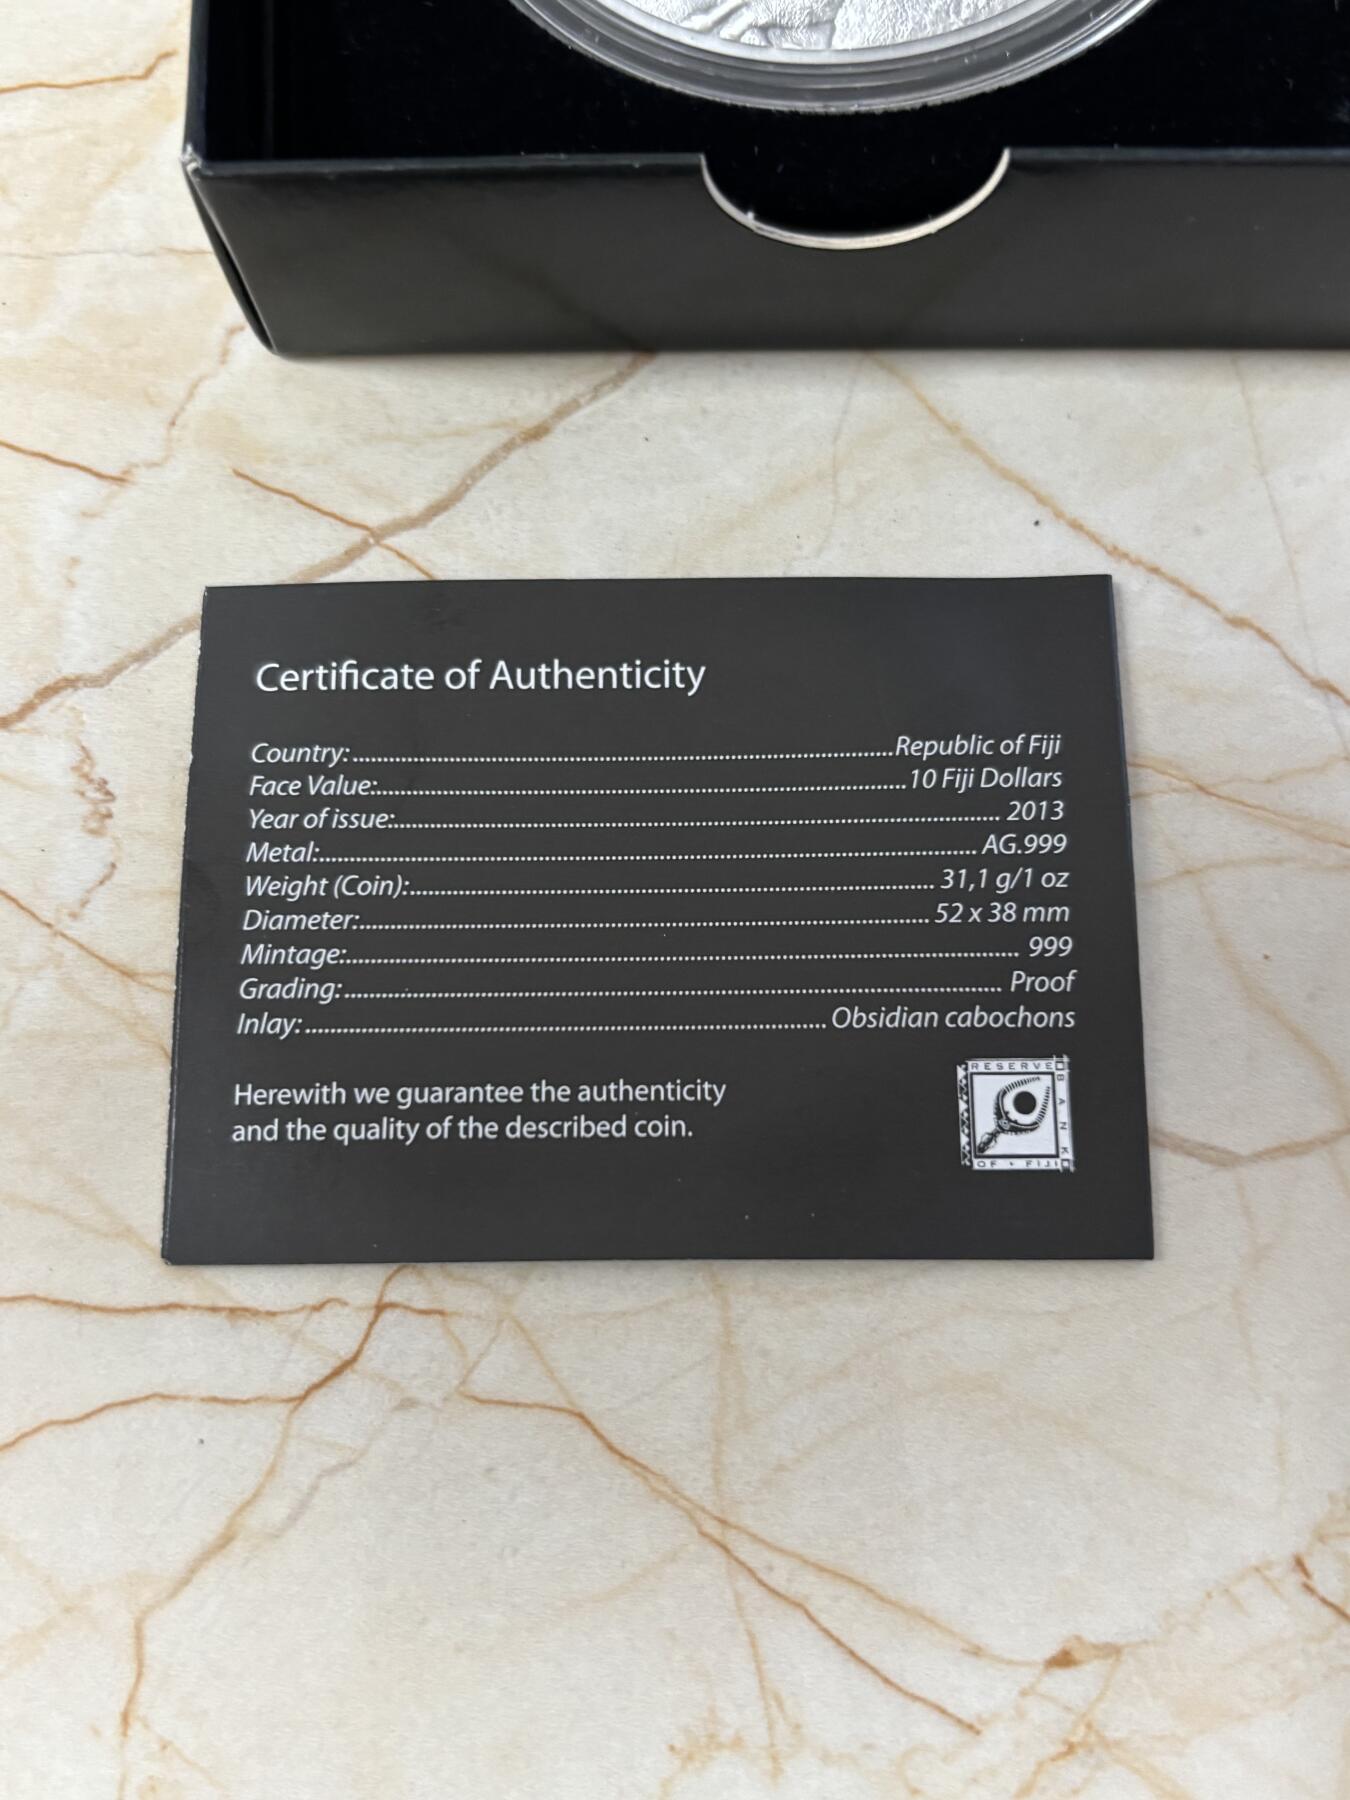 Certificate of Authenticity
Country:..........Republic of Fiji
Face Value:..........10 Fiji Dollars
Year of issue:.......... 2013
Metal:.......... AG.999
Weight (Coin):.......... 31,1 g/1 oz
Diameter:.......... 52 x 38 mm
Mintage:.......... 999
Grading:.......... Proof
Inlay:.......... Obsidian cabochons
Herewith we guarantee the authenticity
and the quality of the described coin.
RESERVE
BANK
OF • FIJI